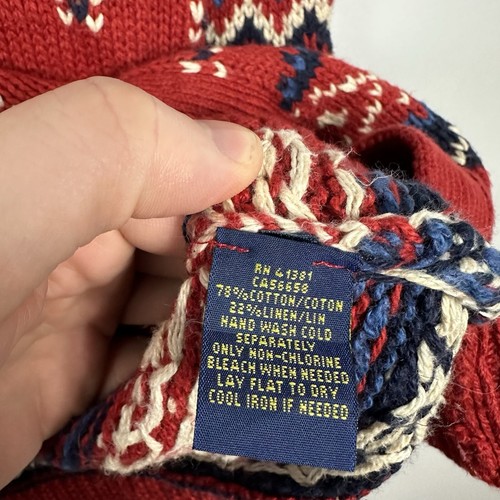 RN 41381
CA56658
78%COTTON/COTON
22%LINEN/LIN
HAND WASH COLD
SEPARATELY
ONLY NON-CHLORINE
BLEACH WHEN NEEDED
LAY FLAT TO DRY
COOL IRON IF NEEDED